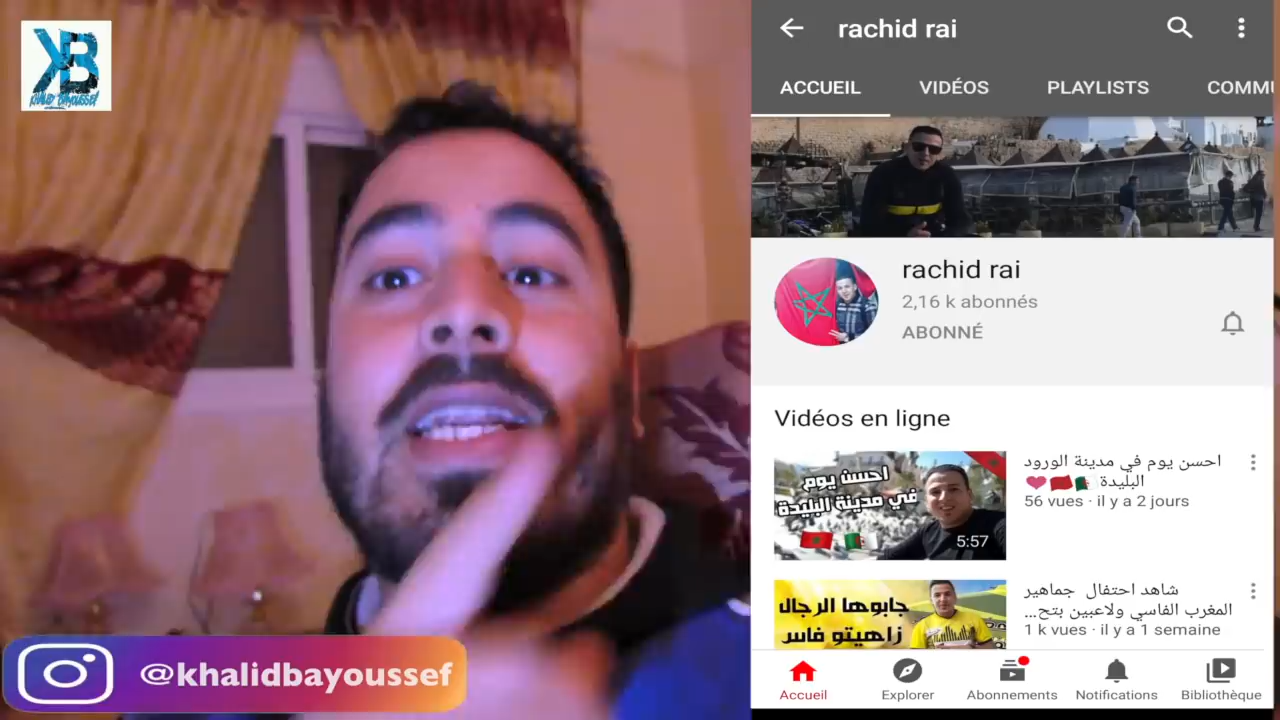 KB
khalid bayoussef
@khalidbayoussef
rachid rai
ACCUEIL VIDÉOS PLAYLISTS COMMU
rachid rai
2,16 k abonnés
ABONNÉ
Vidéos en ligne
احسن يوم
في مدينة البليدة
5:57
احسن يوم في مدينة الورود
البليدة 🇩🇿🇲🇦❤
56 vues · il y a 2 jours
جابوها الرجال
زاهيتو فاس
شاهد احتفال جماهير
المغرب الفاسي ولاعبين بتح...
1 k vues · il y a 1 semaine
Accueil Explorer Abonnements Notifications Bibliothèque